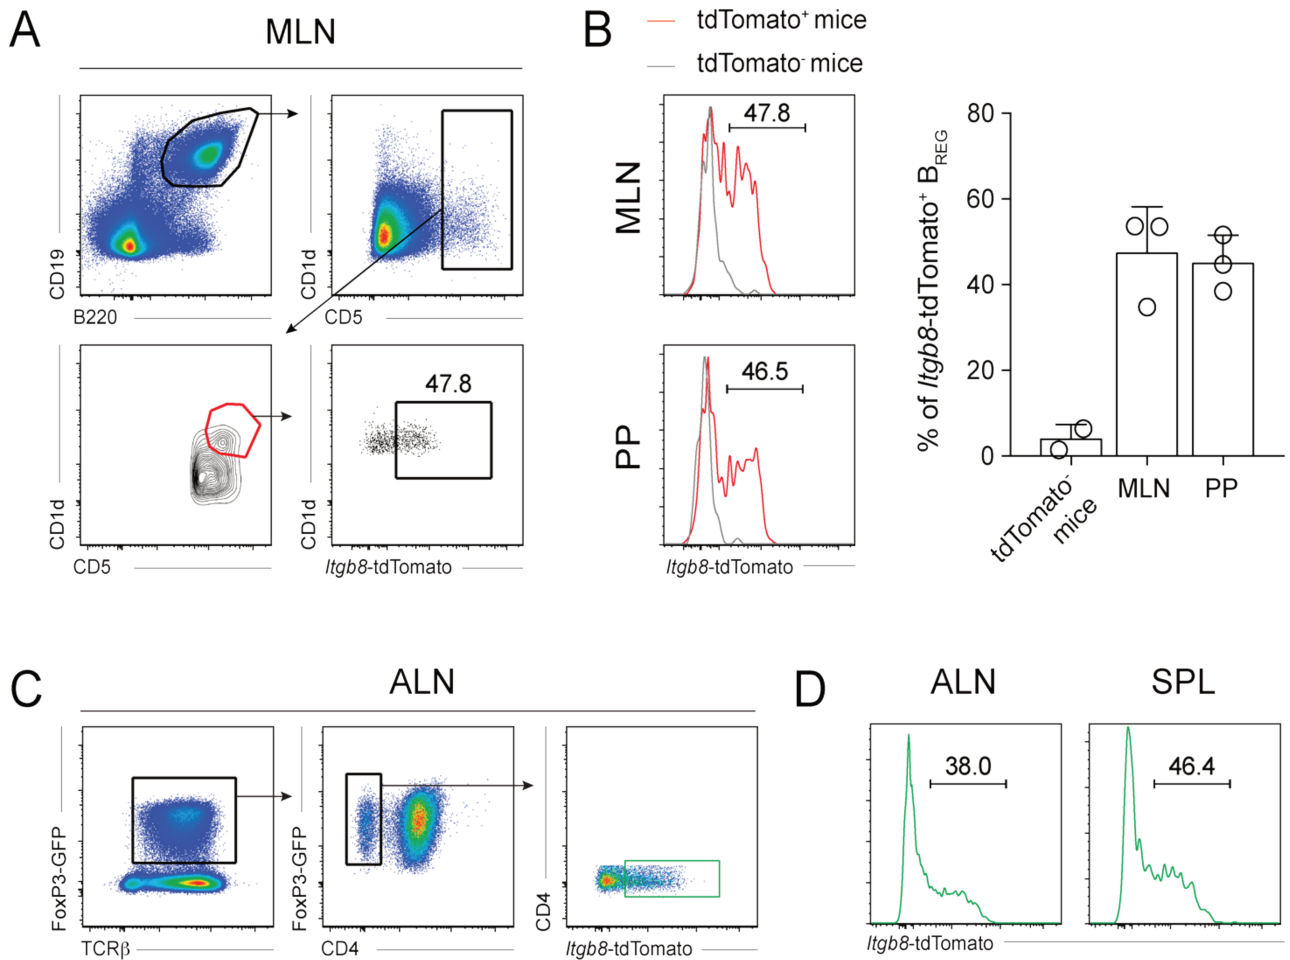 A
MLN
CD19
B220
CD1d
CD5
CD1d
CD5
47.8
CD1d
Itgb8-tdTomato
B
tdTomato⁺ mice
tdTomato⁻ mice
MLN
47.8
PP
46.5
Itgb8-tdTomato
% of Itgb8-tdTomato⁺ B_REG
80
60
40
20
0
tdTomato⁻
mice
MLN
PP
C
ALN
FoxP3-GFP
TCRβ
FoxP3-GFP
CD4
CD4
Itgb8-tdTomato
D
ALN
SPL
38.0
46.4
Itgb8-tdTomato